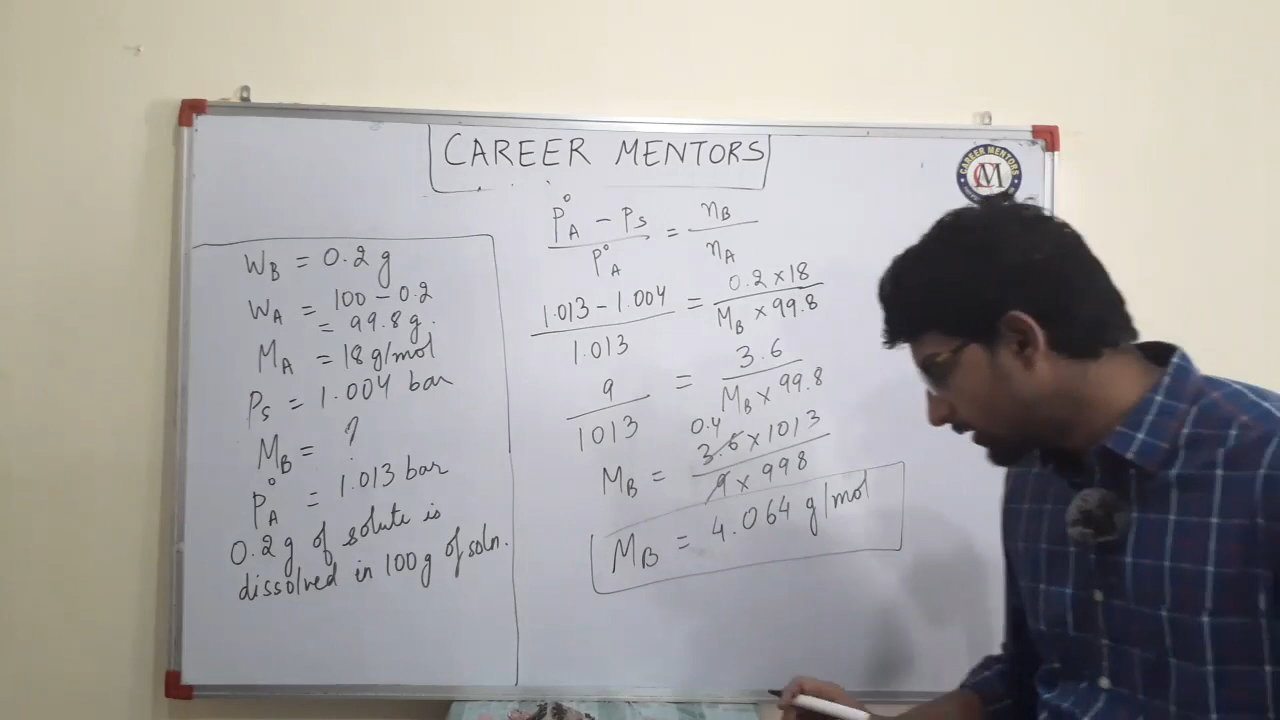 CAREER MENTORS
CAREER MENTORS
CM
W_B = 0.2 g
W_A = 100 - 0.2
= 99.8 g.
M_A = 18 g/mol
P_S = 1.004 bar
M_B = ?
P°_A = 1.013 bar
0.2 g of solute is
dissolved in 100 g of soln.
(P°_A - P_S) / P°_A = n_B / n_A
(1.013 - 1.004) / 1.013 = (0.2 × 18) / (M_B × 99.8)
9 / 1013 = 3.6 / (M_B × 99.8)
0.4
M_B = (3.6 × 1013) / (9 × 998)
M_B = 4.064 g/mol